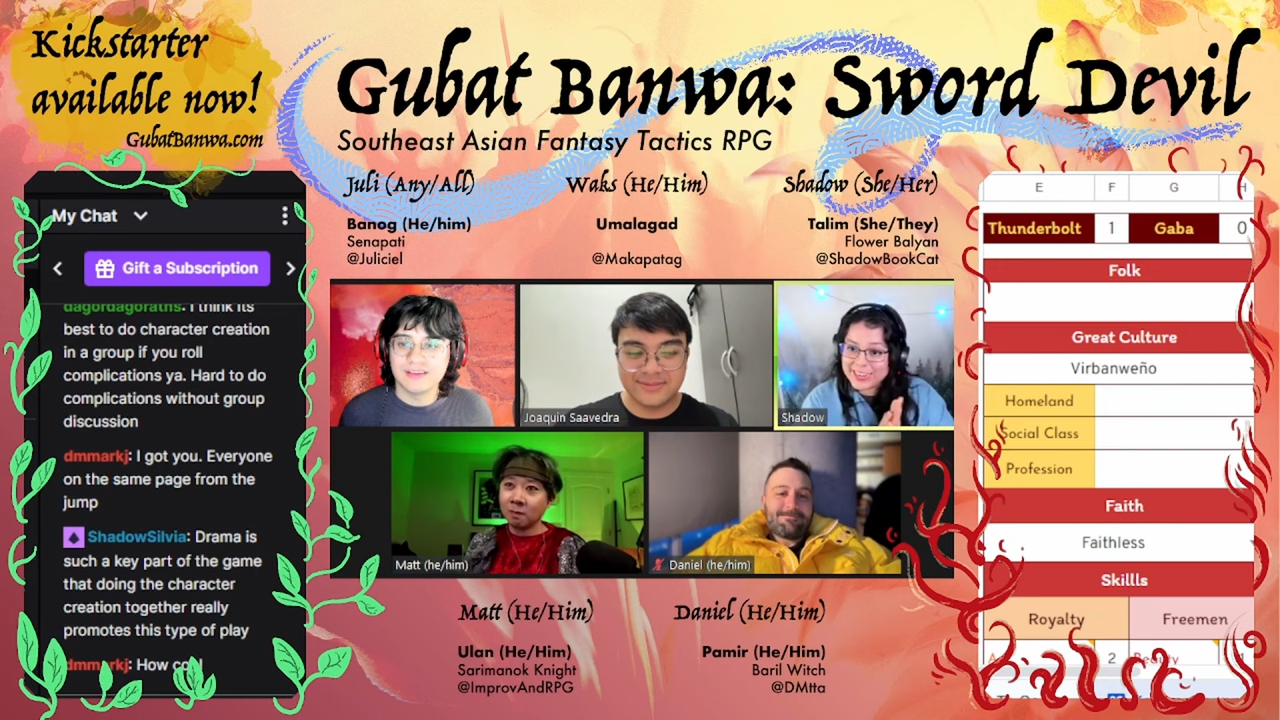 Kickstarter
available now!
GubatBanwa.com
Gubat Banwa: Sword Devil
Southeast Asian Fantasy Tactics RPG
Juli (Any/All)
Banog (He/him)
Senapati
@Juliciel
Waks (He/Him)
Umalagad
@Makapatag
Shadow (She/Her)
Talim (She/They)
Flower Balyan
@ShadowBookCat
My Chat
Gift a Subscription
dagordagoraths: I think its
best to do character creation
in a group if you roll
complications ya. Hard to do
complications without group
discussion
dmmarkj: I got you. Everyone
on the same page from the
jump
ShadowSilvia: Drama is
such a key part of the game
that doing the character
creation together really
promotes this type of play
dmmarkj: How cool
Joaquin Saavedra
Shadow
Matt (he/him)
Daniel (he/him)
Matt (He/Him)
Ulan (He/Him)
Sarimanok Knight
@ImprovAndRPG
Daniel (He/Him)
Pamir (He/Him)
Baril Witch
@DMtta
E F G H
Thunderbolt 1 Gaba 0
Folk
Great Culture
Virbanweño
Homeland
Social Class
Profession
Faith
Faithless
Skillls
Royalty Freemen
2 Beauty